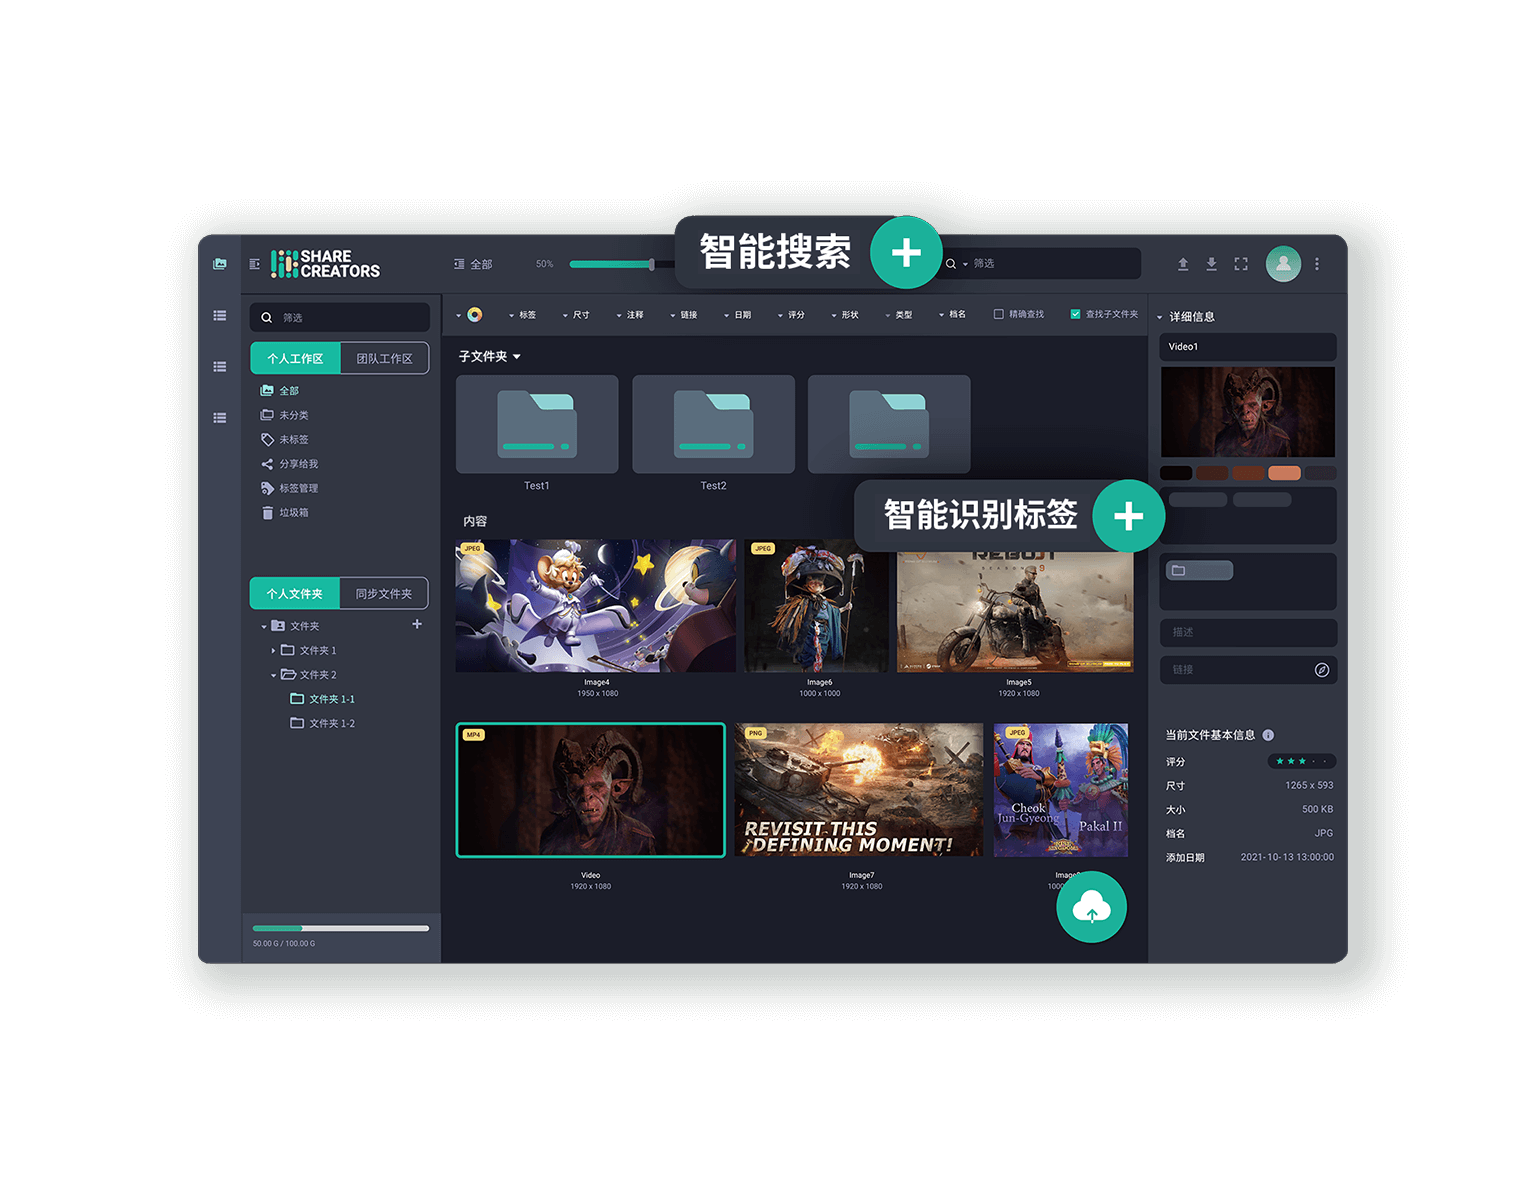 智能搜索
SHARE
CREATORS
全部
50%
筛选
筛选
标签
尺寸
注释
链接
日期
评分
形状
类型
档名
精确查找
查找子文件夹
个人工作区
团队工作区
全部
未分类
未标签
分享给我
标签管理
垃圾箱
个人文件夹
同步文件夹
文件夹
文件夹 1
文件夹 2
文件夹 1-1
文件夹 1-2
50.00 G / 100.00 G
子文件夹
Test1
Test2
智能识别标签
内容
JPEG
JPEG
REBOOT
SEASON 9
Image4
1950 x 1080
Image6
1000 x 1000
Image5
1920 x 1080
MP4
PNG
REVISIT THIS
DEFINING MOMENT!
JPEG
Cheok
Jun-Gyeong
Pakal II
Video
1920 x 1080
Image7
1920 x 1080
详细信息
Video1
描述
链接
当前文件基本信息
评分
尺寸
1265 x 593
大小
500 KB
档名
JPG
添加日期
2021-10-13 13:00:00